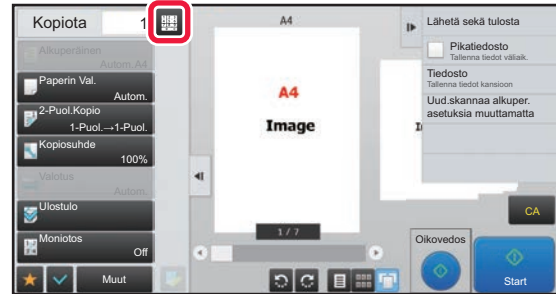 Kopiota 1
Alkuperäinen
Autom.A4
Paperin Val.
Autom.
2-Puol.Kopio
1-Puol.→1-Puol.
Kopiosuhde
100%
Valotus
Autom.
Ulostulo
Moniotos
Off
Muut
A4
A4
Image
1 / 7
Lähetä sekä tulosta
Pikatiedosto
Tallenna tiedot väliaik.
Tiedosto
Tallenna tiedot kansioon
Uud.skannaa alkuper.
asetuksia muuttamatta
CA
Oikovedos
Start